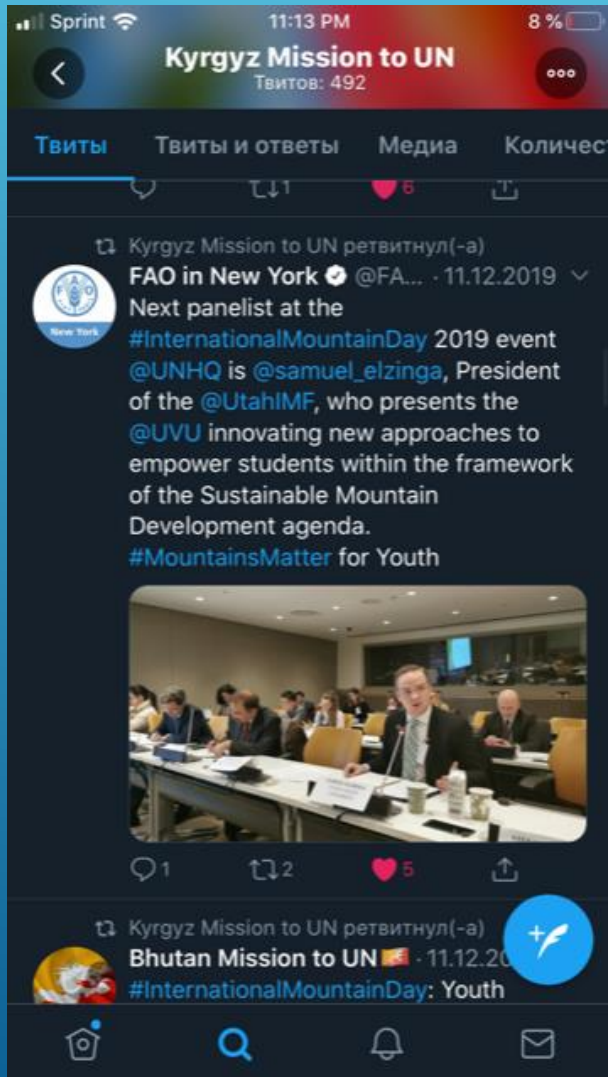 Sprint 11:13 PM 8 %
Kyrgyz Mission to UN
Твитов: 492
Твиты Твиты и ответы Медиа Количест
1 6
Kyrgyz Mission to UN ретвитнул(-а)
FAO in New York @FA... · 11.12.2019
New York
Next panelist at the
#InternationalMountainDay 2019 event
@UNHQ is @samuel_elzinga, President
of the @UtahIMF, who presents the
@UVU innovating new approaches to
empower students within the framework
of the Sustainable Mountain
Development agenda.
#MountainsMatter for Youth
1 2 5
Kyrgyz Mission to UN ретвитнул(-а)
Bhutan Mission to UN · 11.12.20
#InternationalMountainDay: Youth